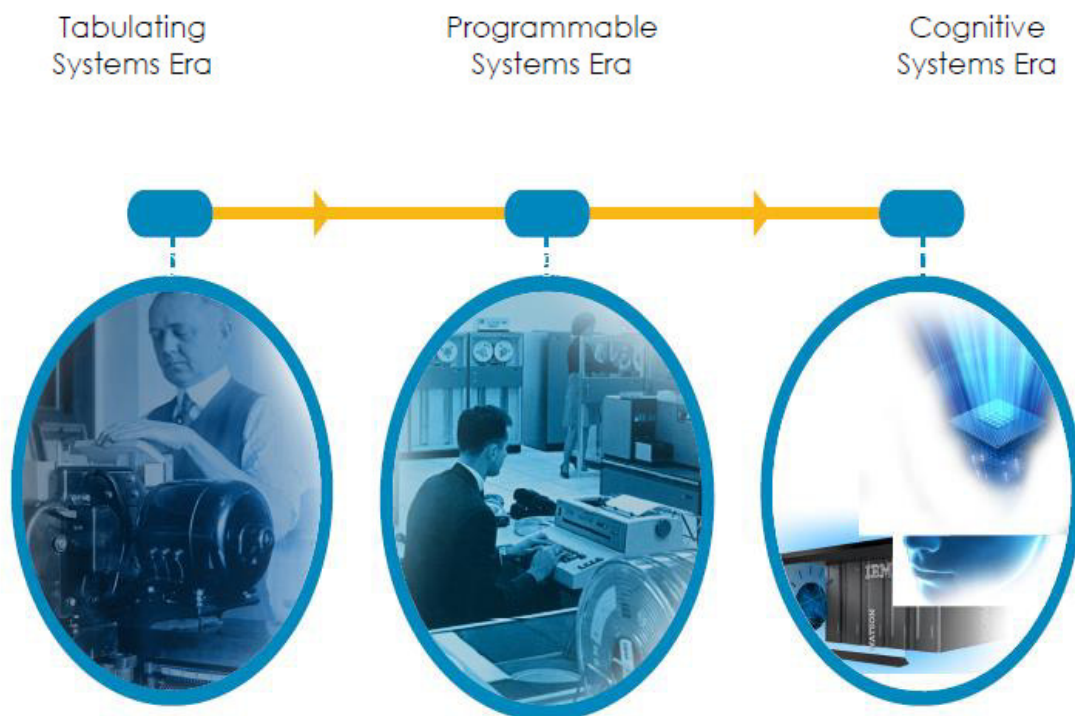 Tabulating
Systems Era
Programmable
Systems Era
Cognitive
Systems Era
IBM
WATSON